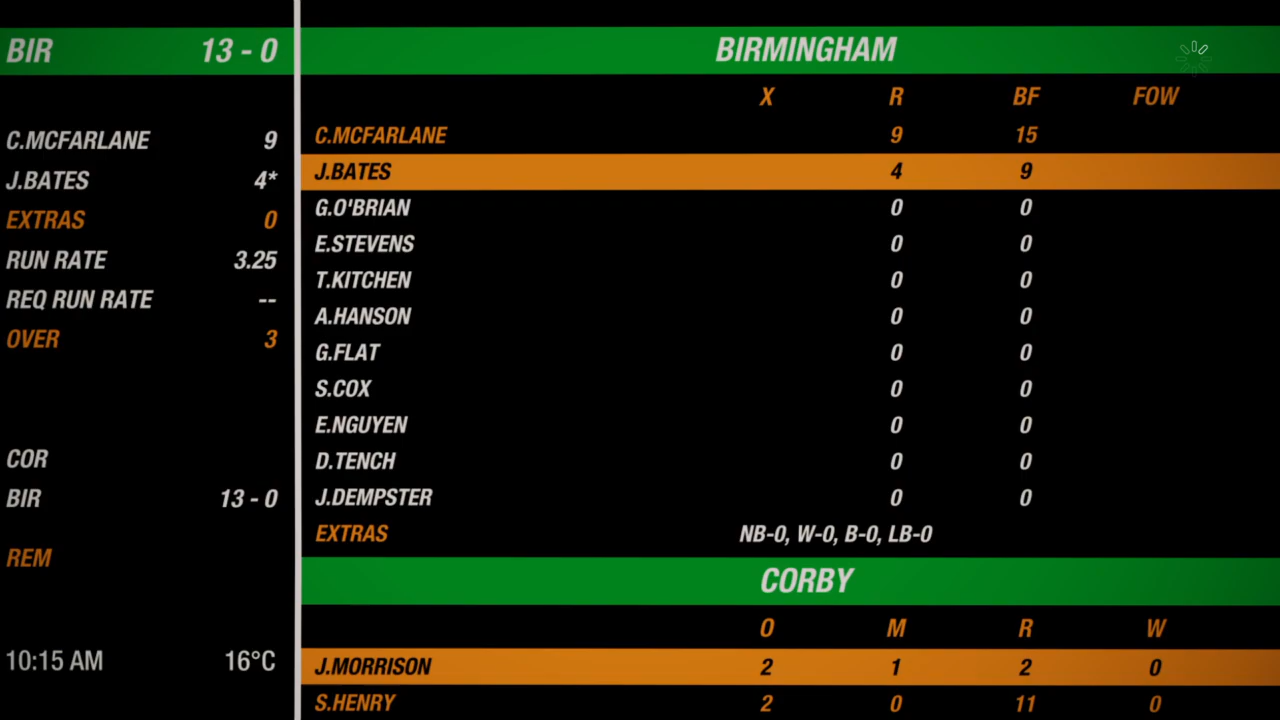 BIR 13 - 0
C.MCFARLANE 9
J.BATES 4*
EXTRAS 0
RUN RATE 3.25
REQ RUN RATE --
OVER 3
COR
BIR 13 - 0
REM
10:15 AM 16°C
BIRMINGHAM
X R BF FOW
C.MCFARLANE 9 15
J.BATES 4 9
G.O'BRIAN 0 0
E.STEVENS 0 0
T.KITCHEN 0 0
A.HANSON 0 0
G.FLAT 0 0
S.COX 0 0
E.NGUYEN 0 0
D.TENCH 0 0
J.DEMPSTER 0 0
EXTRAS NB-0, W-0, B-0, LB-0
CORBY
O M R W
J.MORRISON 2 1 2 0
S.HENRY 2 0 11 0